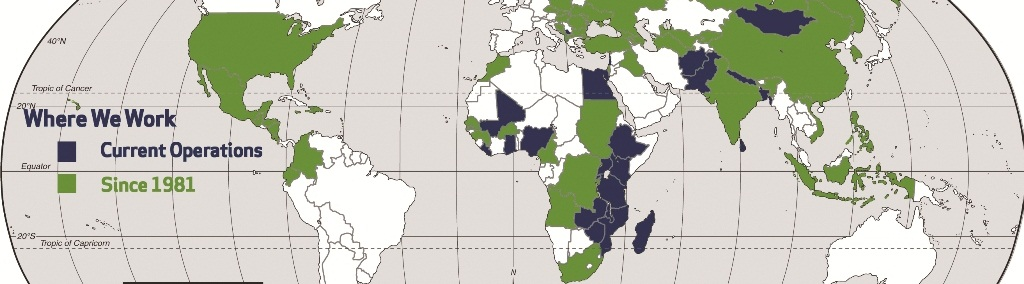 40°N
Tropic of Cancer
20°N
Where We Work
Current Operations
Equator
Since 1981
20°S
Tropic of Capricorn
N